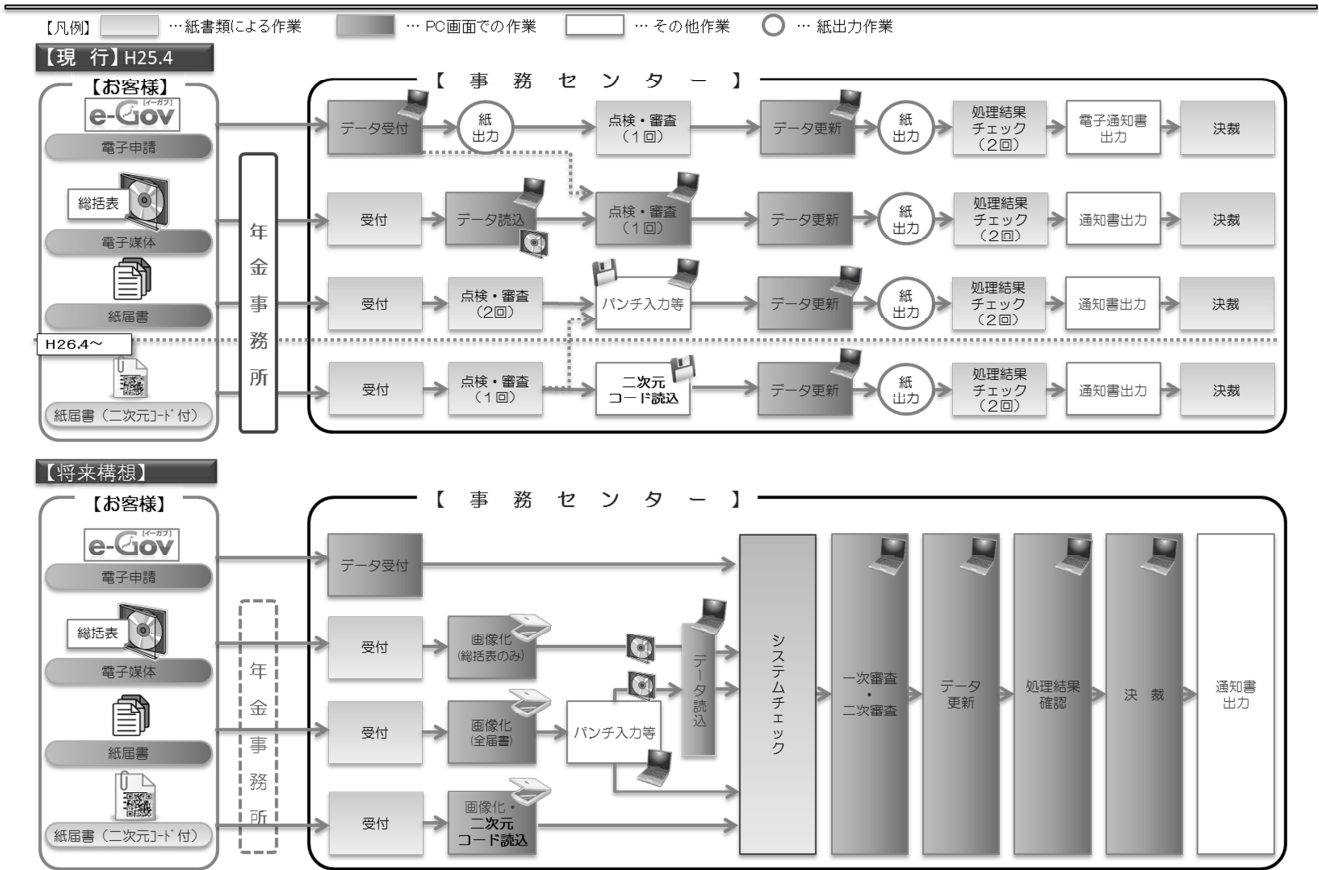 【凡例】 …紙書類による作業 … PC画面での作業 … その他作業 … 紙出力作業
【現 行】H25.4
【お客様】
【 事 務 セ ン タ ー 】
e-Gov
[イーガブ]
電子申請
データ受付
紙
出力
点検・審査
(1回)
データ更新
紙
出力
処理結果
チェック
(2回)
電子通知書
出力
決裁
総括表
電子媒体
受付
データ読込
点検・審査
(1回)
データ更新
紙
出力
処理結果
チェック
(2回)
通知書出力
決裁
年金事務所
紙届書
受付
点検・審査
(2回)
パンチ入力等
データ更新
紙
出力
処理結果
チェック
(2回)
通知書出力
決裁
H26.4～
紙届書（二次元ｺｰﾄﾞ付）
受付
点検・審査
(1回)
二次元
コード読込
データ更新
紙
出力
処理結果
チェック
(2回)
通知書出力
決裁
【将来構想】
【お客様】
【 事 務 セ ン タ ー 】
e-Gov
[イーガブ]
電子申請
データ受付
総括表
電子媒体
受付
画像化
(総括表のみ)
年金事務所
紙届書
受付
画像化
(全届書)
パンチ入力等
データ読込
紙届書（二次元ｺｰﾄﾞ付）
受付
画像化・
二次元
コード読込
システムチェック
一次審査
・
二次審査
データ
更新
処理結果
確認
決 裁
通知書
出力